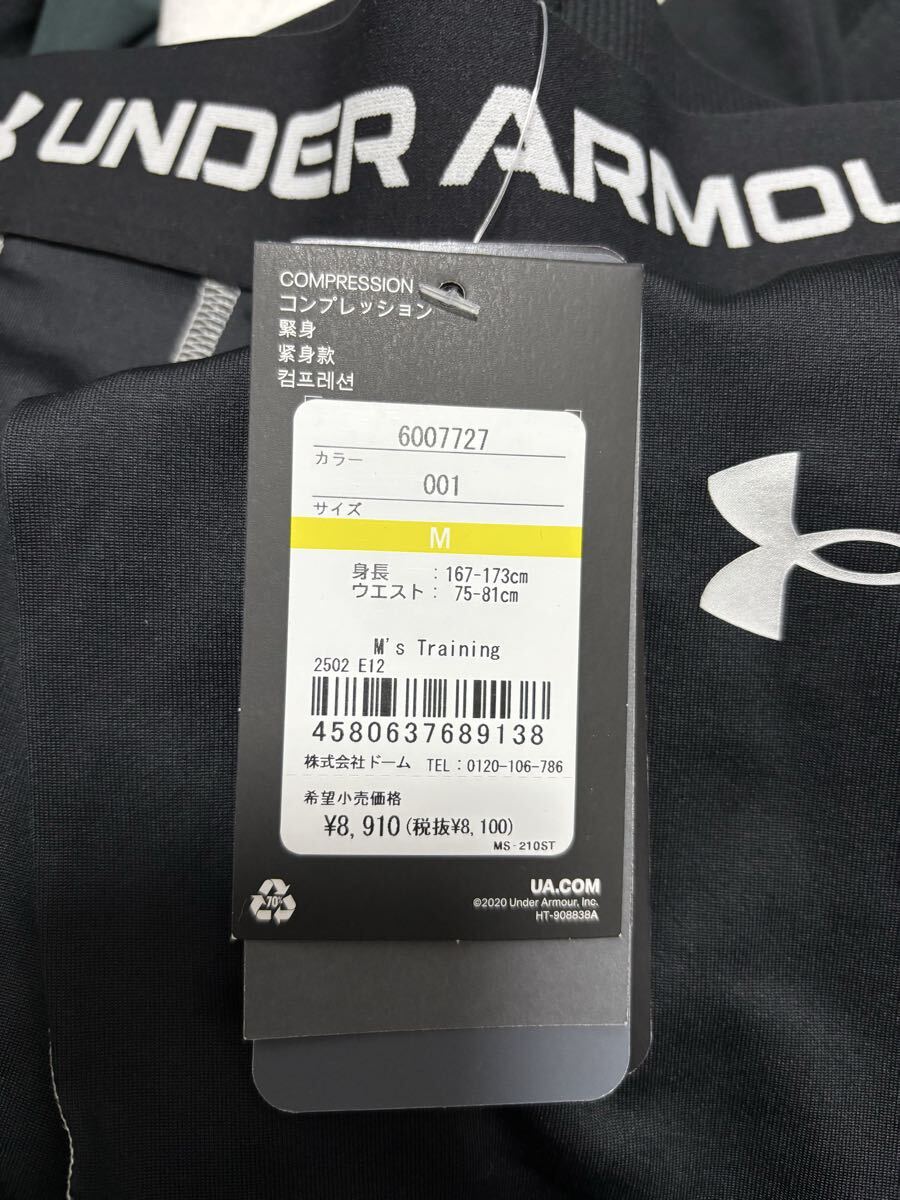 UNDER ARMOU
COMPRESSION
コンプレッション
緊身
紧身款
컴프레션
6007727
カラー
001
サイズ
M
身長 :167-173cm
ウエスト: 75-81cm
M's Training
2502 E12
4580637689138
株式会社ドーム TEL:0120-106-786
希望小売価格
¥8,910(税抜¥8,100)
MS-210ST
70%
UA.COM
©2020 Under Armour, Inc.
HT-908838A